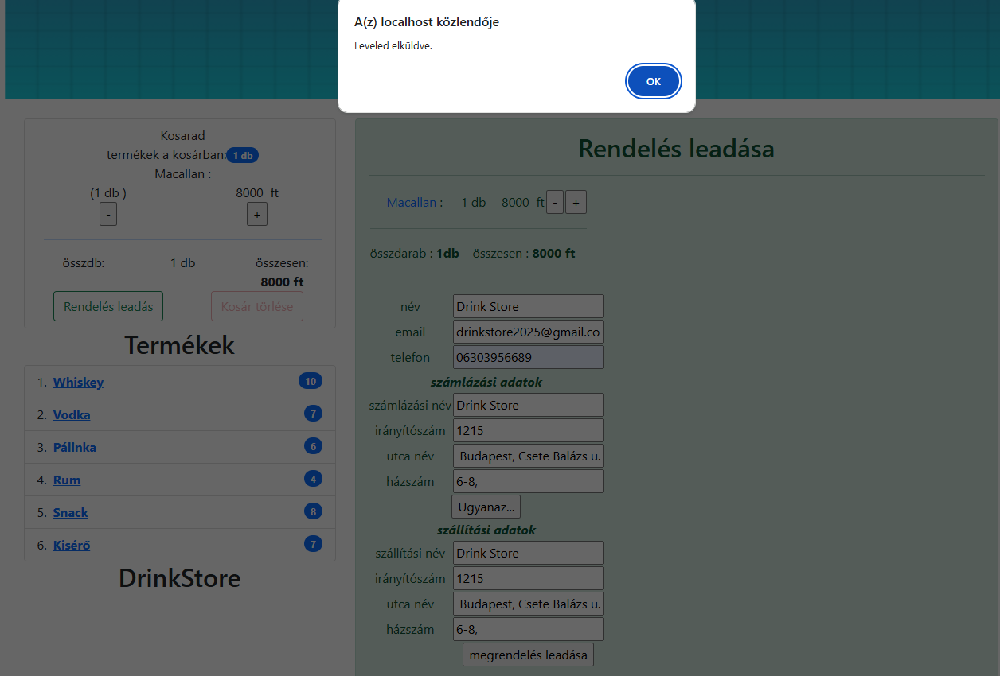 A(z) localhost közlendője
Leveled elküldve.
OK
Kosarad
termékek a kosárban: 1 db
Macallan :
(1 db ) 8000 ft
- +
összdb: 1 db összesen:
8000 ft
Rendelés leadás Kosár törlése
Termékek
1. Whiskey 10
2. Vodka 7
3. Pálinka 6
4. Rum 4
5. Snack 8
6. Kisérő 7
DrinkStore
Rendelés leadása
Macallan : 1 db 8000 ft - +
összdarab : 1db összesen : 8000 ft
név Drink Store
email drinkstore2025@gmail.co
telefon 06303956689
számlázási adatok
számlázási név Drink Store
irányítószám 1215
utca név Budapest, Csete Balázs u.
házszám 6-8,
Ugyanaz...
szállítási adatok
szállítási név Drink Store
irányítószám 1215
utca név Budapest, Csete Balázs u.
házszám 6-8,
megrendelés leadása